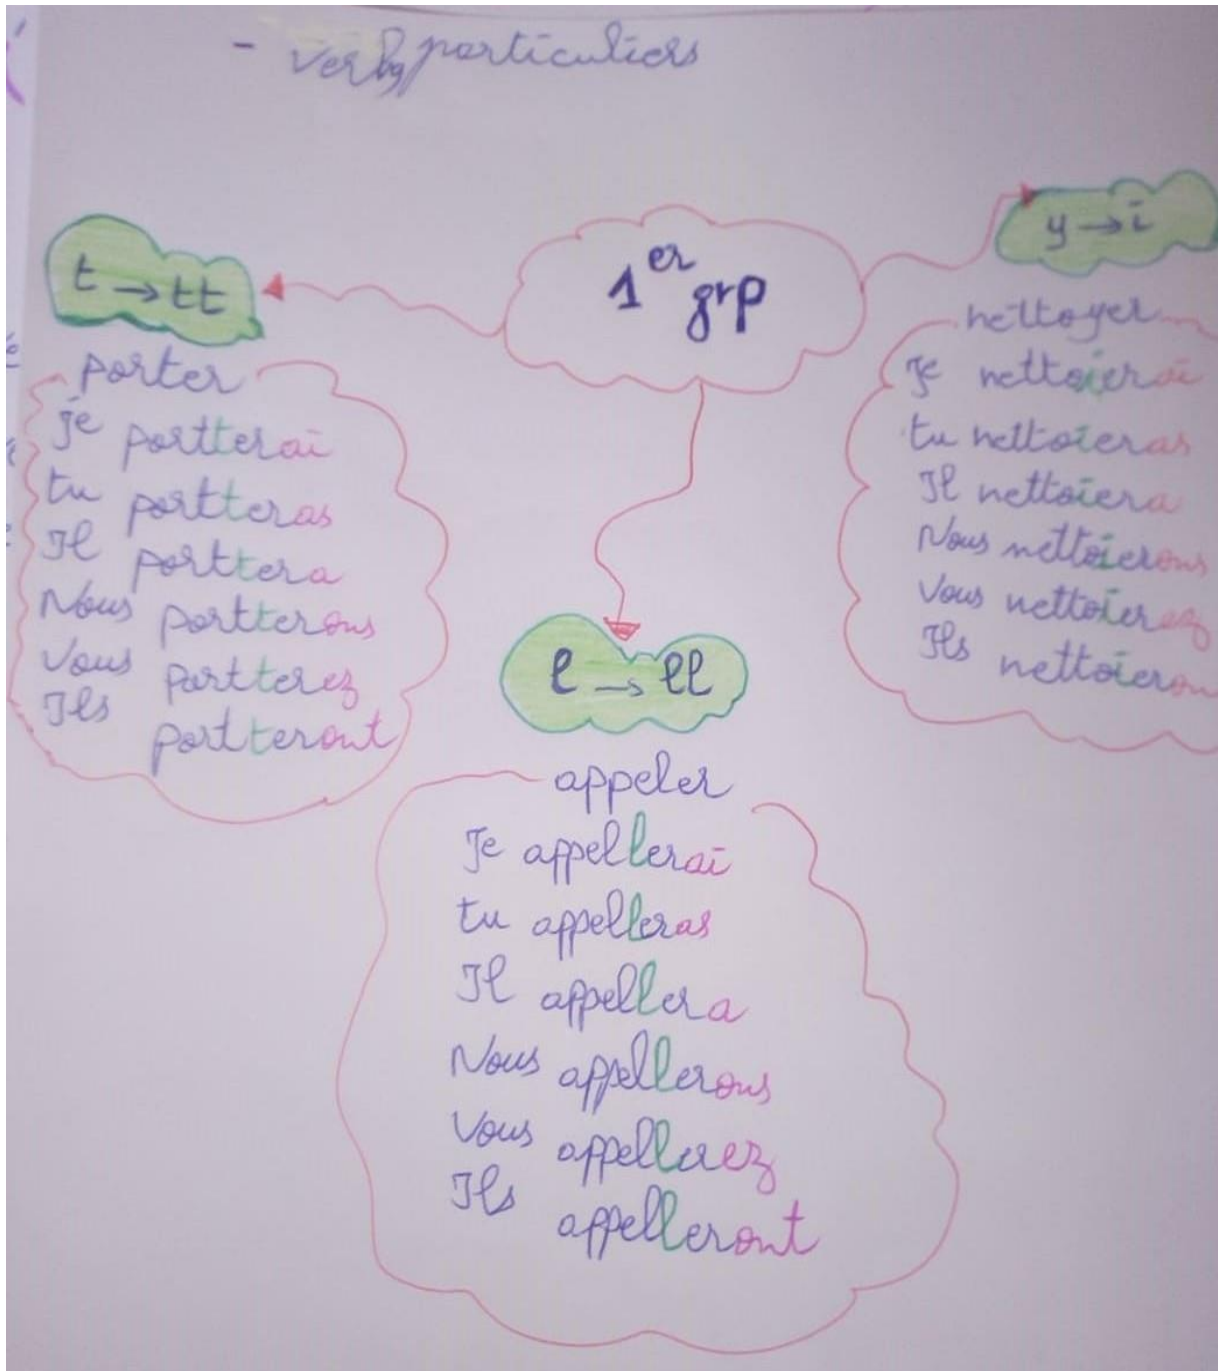 - verbes particuliers
1er grp
t → tt
porter
je portterai
tu portteras
Il porttera
Nous portterons
Vous portterez
Ils portteront
l → ll
appeler
Je appellerai
tu appelleras
Il appellera
Nous appellerons
Vous appellerez
Ils appelleront
y → i
nettoyer
Je nettoierai
tu nettoieras
Il nettoiera
Nous nettoierons
Vous nettoierez
Ils nettoieron